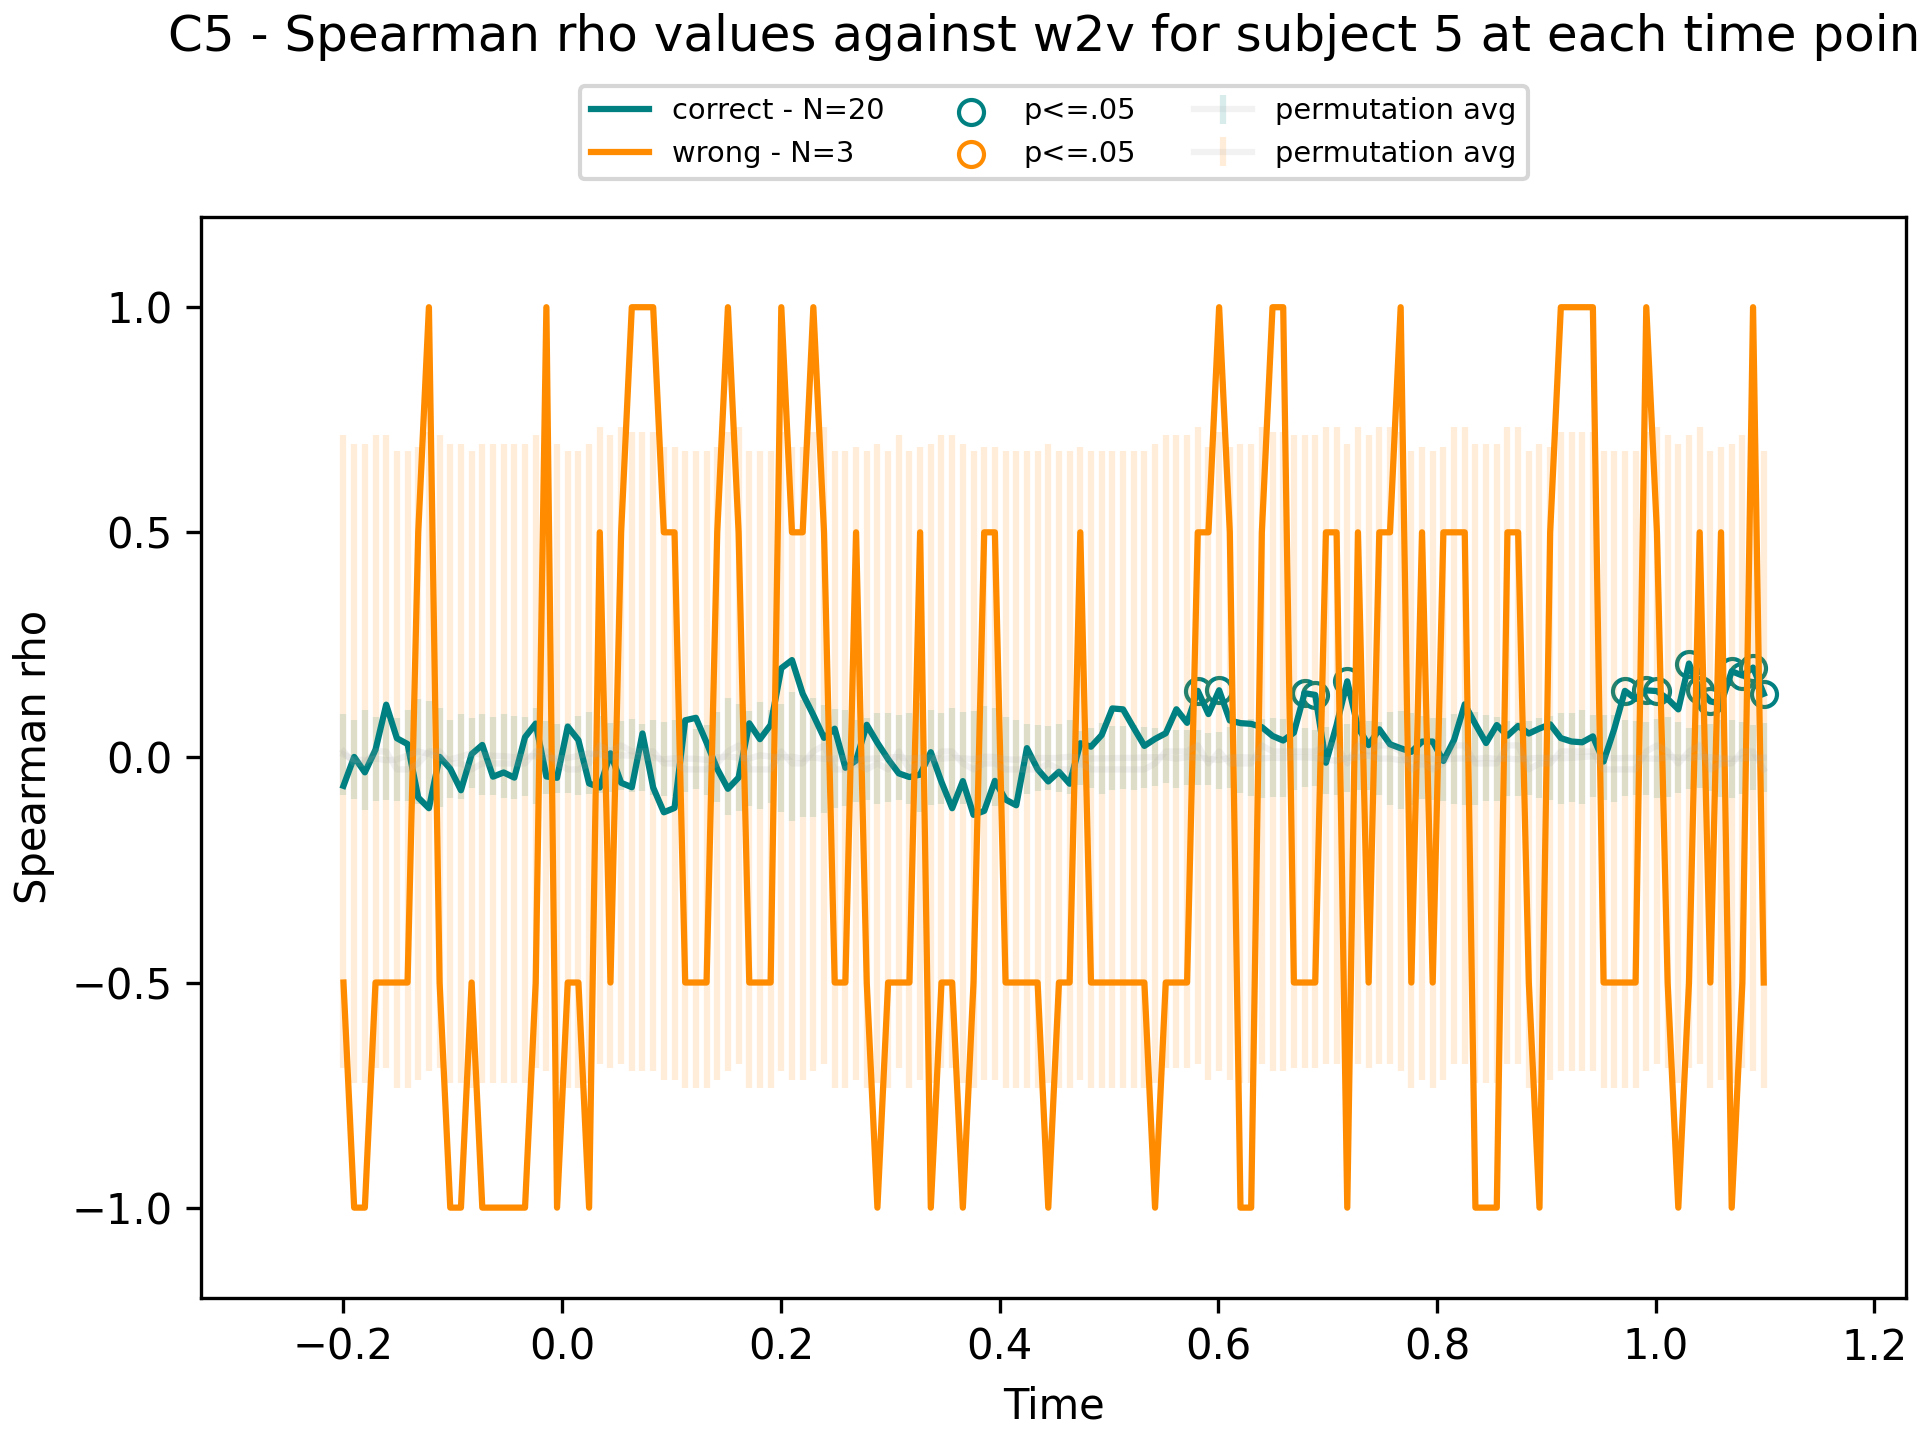 C5 - Spearman rho values against w2v for subject 5 at each time poin
correct - N=20
wrong - N=3
p<=.05
p<=.05
permutation avg
permutation avg
Spearman rho
1.0
0.5
0.0
−0.5
−1.0
−0.2 0.0 0.2 0.4 0.6 0.8 1.0 1.2
Time